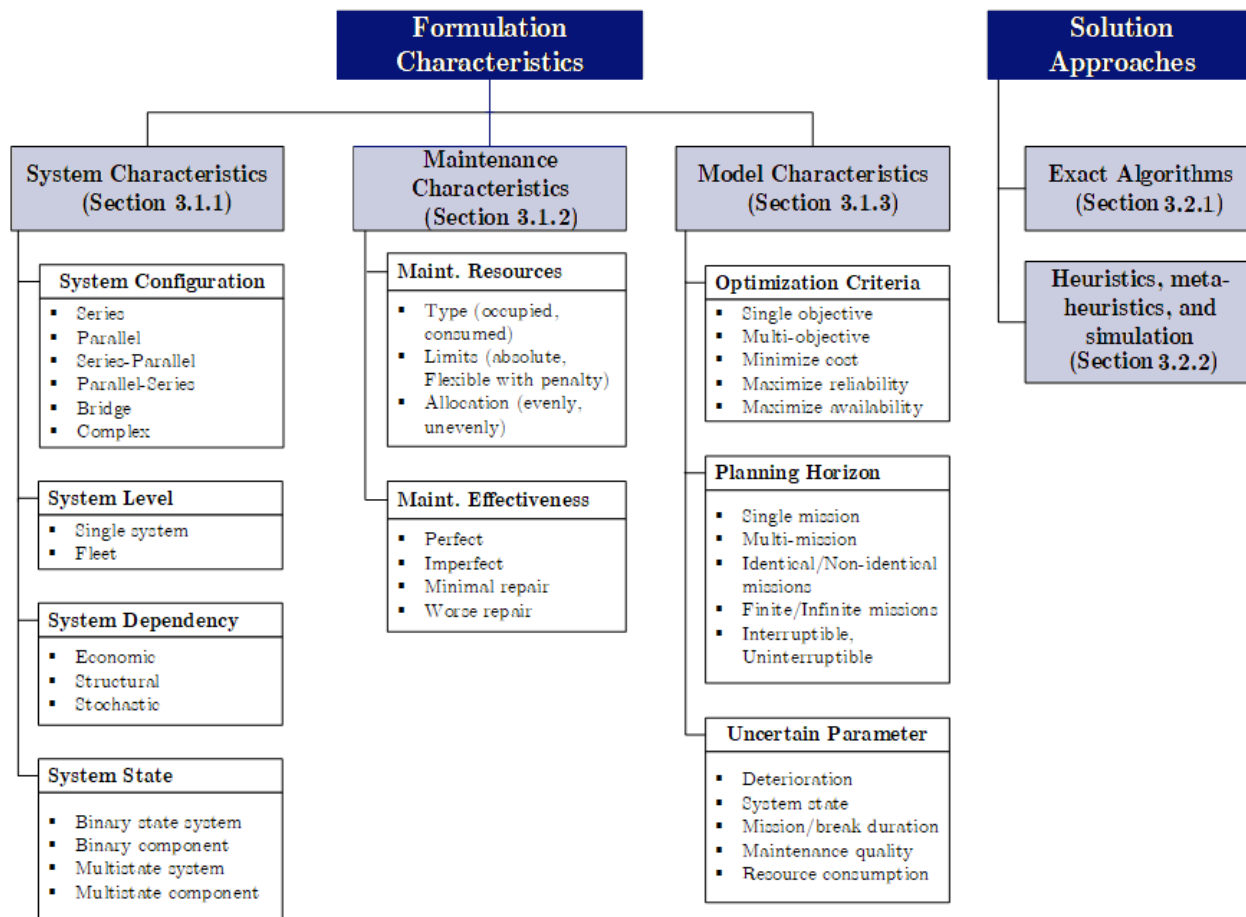 Formulation
Characteristics
Solution
Approaches
System Characteristics
(Section 3.1.1)
Maintenance
Characteristics
(Section 3.1.2)
Model Characteristics
(Section 3.1.3)
Exact Algorithms
(Section 3.2.1)
Heuristics, meta-
heuristics, and
simulation
(Section 3.2.2)
System Configuration
▪ Series
▪ Parallel
▪ Series-Parallel
▪ Parallel-Series
▪ Bridge
▪ Complex
System Level
▪ Single system
▪ Fleet
System Dependency
▪ Economic
▪ Structural
▪ Stochastic
System State
▪ Binary state system
▪ Binary component
▪ Multistate system
▪ Multistate component
Maint. Resources
▪ Type (occupied,
consumed)
▪ Limits (absolute,
Flexible with penalty)
▪ Allocation (evenly,
unevenly)
Maint. Effectiveness
▪ Perfect
▪ Imperfect
▪ Minimal repair
▪ Worse repair
Optimization Criteria
▪ Single objective
▪ Multi-objective
▪ Minimize cost
▪ Maximize reliability
▪ Maximize availability
Planning Horizon
▪ Single mission
▪ Multi-mission
▪ Identical/Non-identical
missions
▪ Finite/Infinite missions
▪ Interruptible,
Uninterruptible
Uncertain Parameter
▪ Deterioration
▪ System state
▪ Mission/break duration
▪ Maintenance quality
▪ Resource consumption